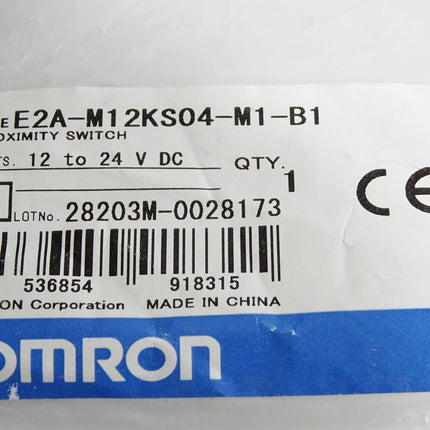 E E2A-M12KS04-M1-B1
OXIMITY SWITCH
TS. 12 to 24 V DC QTY.
1
CE
LOTNo. 28203M-0028173
536854 918315
ON Corporation MADE IN CHINA
OMRON